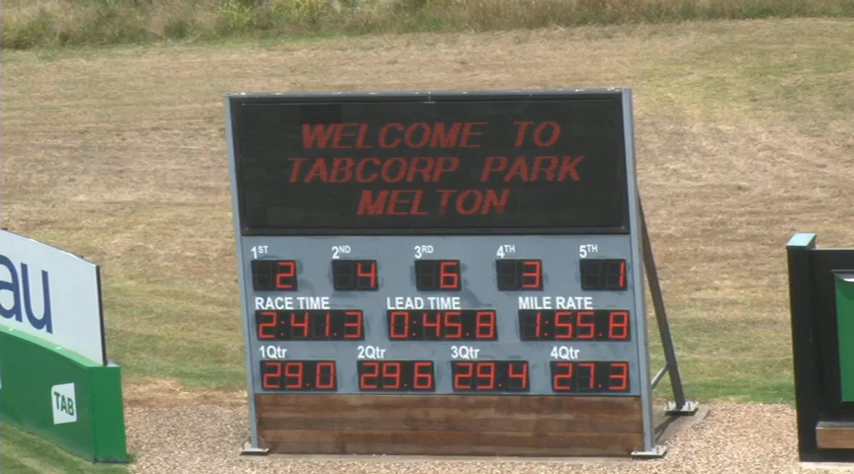 WELCOME TO
TABCORP PARK
MELTON
1ST 2ND 3RD 4TH 5TH
2 4 6 3 1
RACE TIME LEAD TIME MILE RATE
2:41.3 0:45.8 1:55.8
1Qtr 2Qtr 3Qtr 4Qtr
29.0 29.6 29.4 27.3
au
TAB